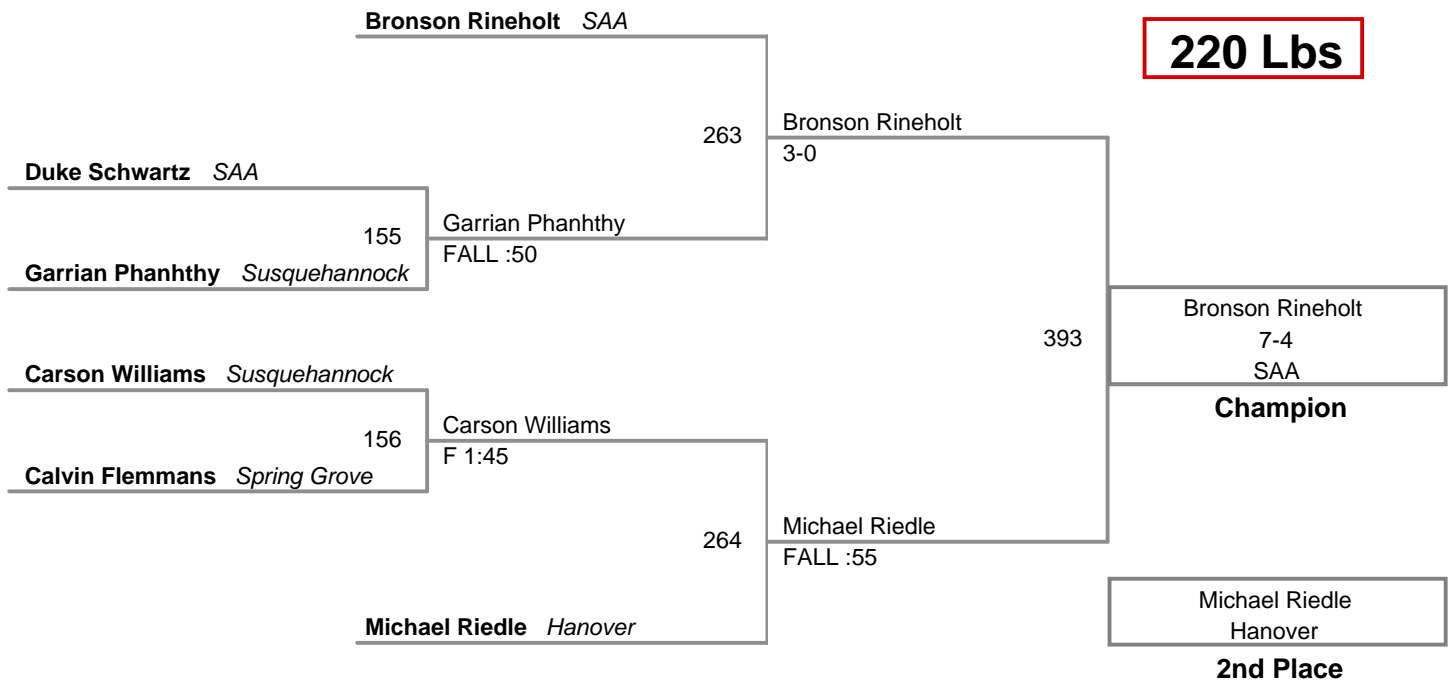 Bronson Rineholt SAA
220 Lbs
263
Bronson Rineholt
3-0
Duke Schwartz SAA
155
Garrian Phanhthy
FALL :50
Garrian Phanhthy Susquehannock
393
Bronson Rineholt
7-4
SAA
Champion
Carson Williams Susquehannock
156
Carson Williams
F 1:45
Calvin Flemmans Spring Grove
264
Michael Riedle
FALL :55
Michael Riedle Hanover
Michael Riedle
Hanover
2nd Place